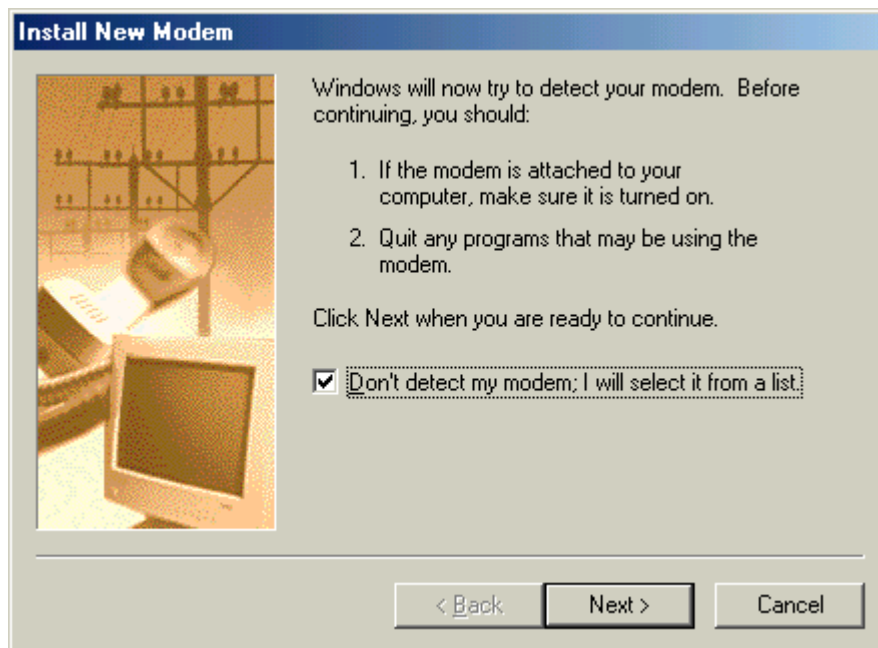 Install New Modem
Windows will now try to detect your modem.  Before
continuing, you should:
1. If the modem is attached to your
computer, make sure it is turned on.
2. Quit any programs that may be using the
modem.
Click Next when you are ready to continue.
Don't detect my modem; I will select it from a list.
< Back
Next >
Cancel